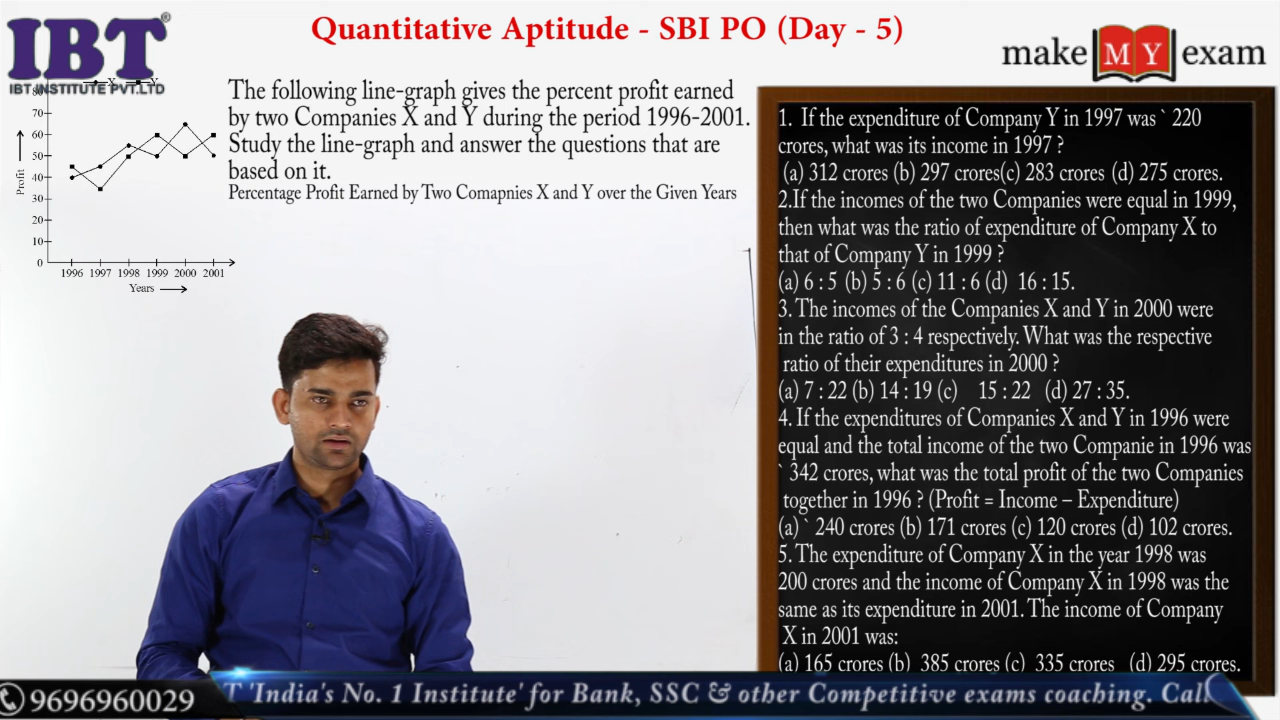 Quantitative Aptitude - SBI PO (Day - 5)
IBT®
IBT INSTITUTE PVT.LTD
make MY exam
X Y
80
70
60
50
40
30
20
10
0
Profit
1996 1997 1998 1999 2000 2001
Years
The following line-graph gives the percent profit earned
by two Companies X and Y during the period 1996-2001.
Study the line-graph and answer the questions that are
based on it.
Percentage Profit Earned by Two Comapnies X and Y over the Given Years
1. If the expenditure of Company Y in 1997 was ` 220
crores, what was its income in 1997 ?
(a) 312 crores (b) 297 crores(c) 283 crores (d) 275 crores.
2.If the incomes of the two Companies were equal in 1999,
then what was the ratio of expenditure of Company X to
that of Company Y in 1999 ?
(a) 6 : 5 (b) 5 : 6 (c) 11 : 6 (d) 16 : 15.
3. The incomes of the Companies X and Y in 2000 were
in the ratio of 3 : 4 respectively. What was the respective
ratio of their expenditures in 2000 ?
(a) 7 : 22 (b) 14 : 19 (c) 15 : 22 (d) 27 : 35.
4. If the expenditures of Companies X and Y in 1996 were
equal and the total income of the two Companie in 1996 was
` 342 crores, what was the total profit of the two Companies
together in 1996 ? (Profit = Income – Expenditure)
(a) ` 240 crores (b) 171 crores (c) 120 crores (d) 102 crores.
5. The expenditure of Company X in the year 1998 was
200 crores and the income of Company X in 1998 was the
same as its expenditure in 2001. The income of Company
X in 2001 was:
(a) 165 crores (b) 385 crores (c) 335 crores (d) 295 crores.
9696960029
T 'India's No. 1 Institute' for Bank, SSC & other Competitive exams coaching. Call